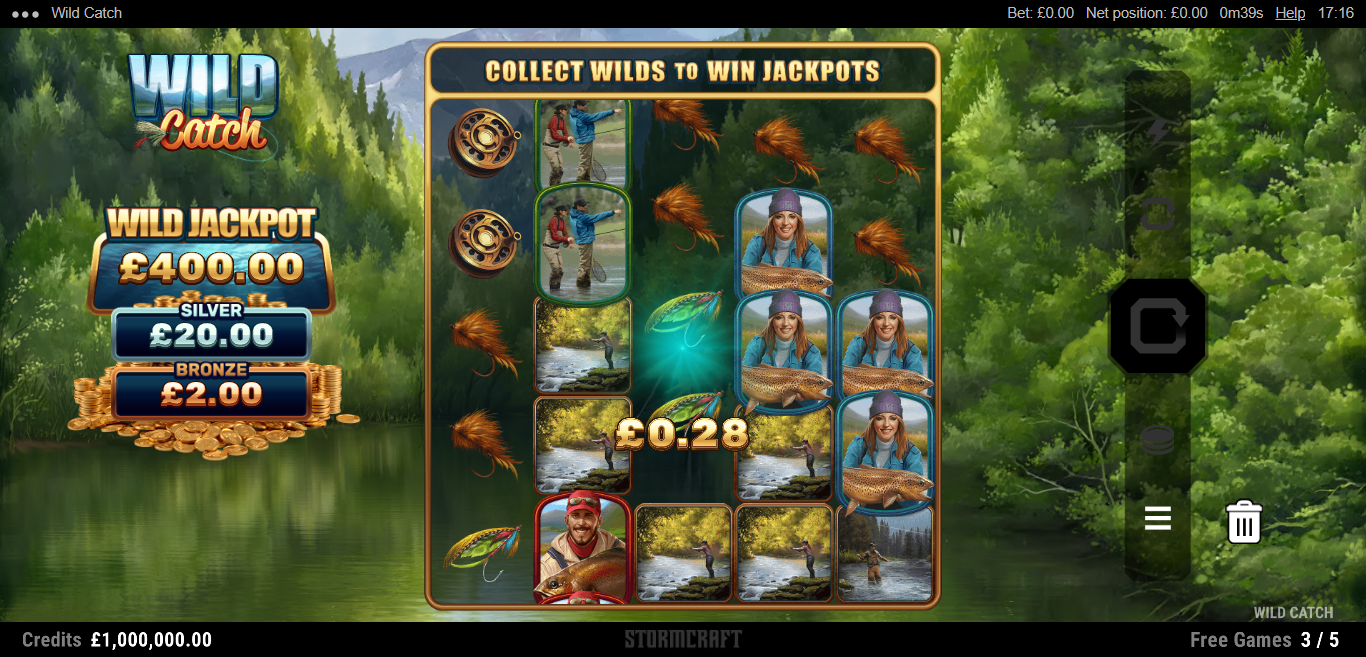 Wild Catch
Bet: £0.00 Net position: £0.00 0m39s Help 17:16
WILD
Catch
COLLECT WILDS TO WIN JACKPOTS
WILD JACKPOT
£400.00
SILVER
£20.00
BRONZE
£2.00
£0.28
WILD CATCH
Credits £1,000,000.00
STORMCRAFT
Free Games 3 / 5